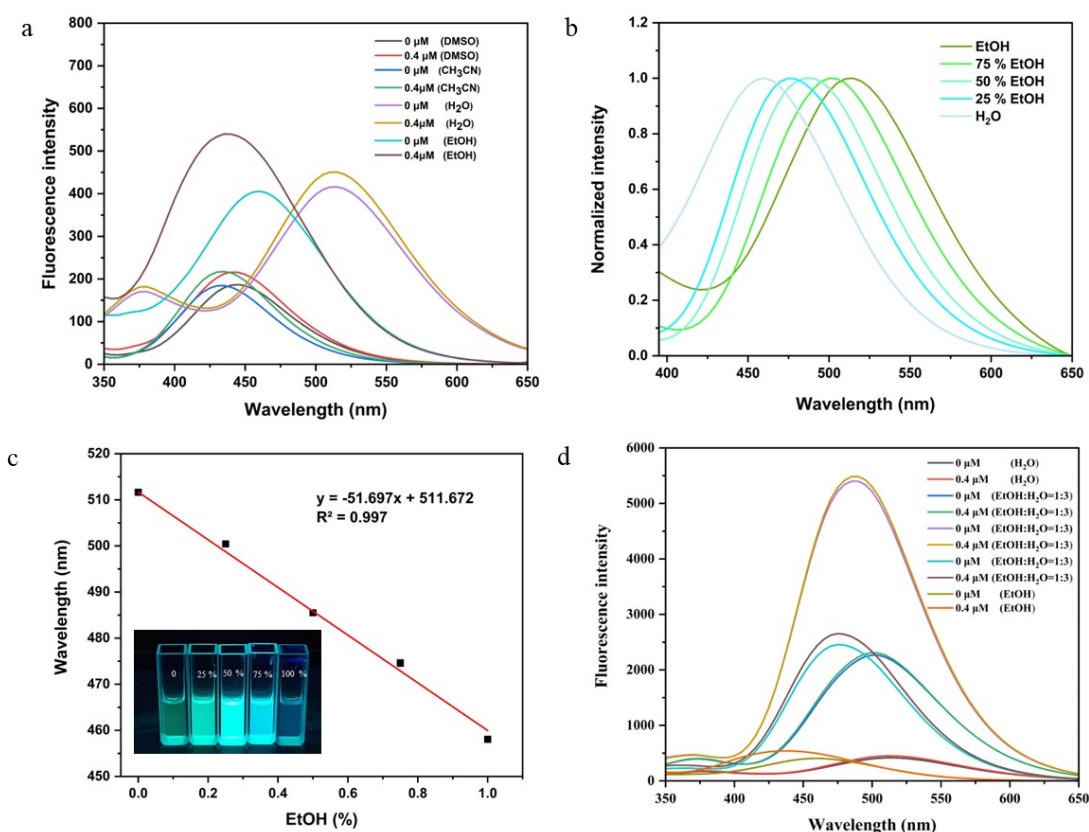 a
800
700
600
500
400
300
200
100
0
Fluorescence intensity
0 μM (DMSO)
0.4 μM (DMSO)
0 μM (CH₃CN)
0.4μM (CH₃CN)
0 μM (H₂O)
0.4μM (H₂O)
0 μM (EtOH)
0.4μM (EtOH)
350 400 450 500 550 600 650
Wavelength (nm)
b
1.2
1.0
0.8
0.6
0.4
0.2
0.0
Normalized intensity
EtOH
75 % EtOH
50 % EtOH
25 % EtOH
H₂O
400 450 500 550 600 650
Wavelength (nm)
c
520
510
500
490
480
470
460
450
Wavelength (nm)
y = -51.697x + 511.672
R² = 0.997
0 25 % 50 % 75 % 100 %
0.0 0.2 0.4 0.6 0.8 1.0
EtOH (%)
d
6000
5000
4000
3000
2000
1000
0
Fluorescence intensity
0 μM (H₂O)
0.4 μM (H₂O)
0 μM (EtOH:H₂O=1:3)
0.4 μM (EtOH:H₂O=1:3)
0 μM (EtOH:H₂O=1:3)
0.4 μM (EtOH:H₂O=1:3)
0 μM (EtOH:H₂O=1:3)
0.4 μM (EtOH:H₂O=1:3)
0 μM (EtOH)
0.4 μM (EtOH)
350 400 450 500 550 600 650
Wavelength (nm)